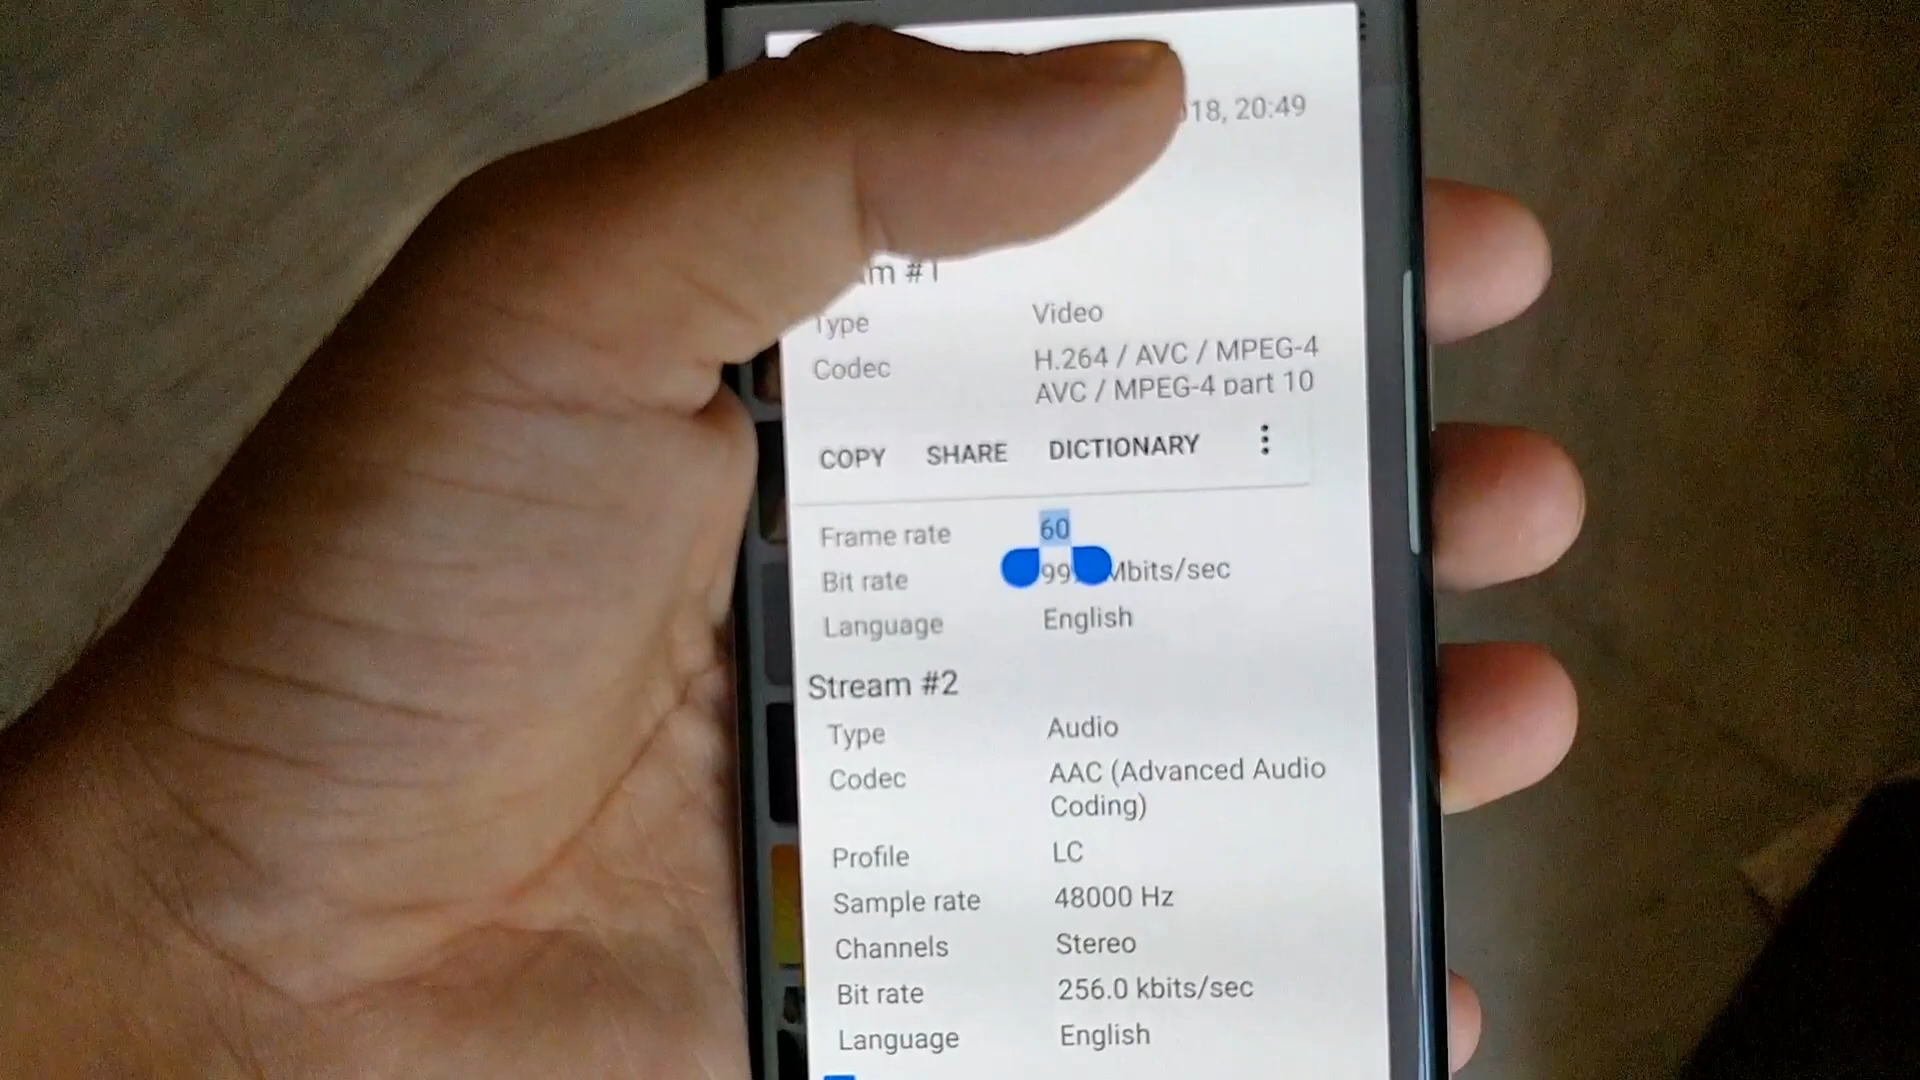 18, 20:49
#1
Type Video
Codec H.264 / AVC / MPEG-4
AVC / MPEG-4 part 10
COPY SHARE DICTIONARY
Frame rate 60
Bit rate 99 Mbits/sec
Language English
Stream #2
Type Audio
Codec AAC (Advanced Audio
Coding)
Profile LC
Sample rate 48000 Hz
Channels Stereo
Bit rate 256.0 kbits/sec
Language English